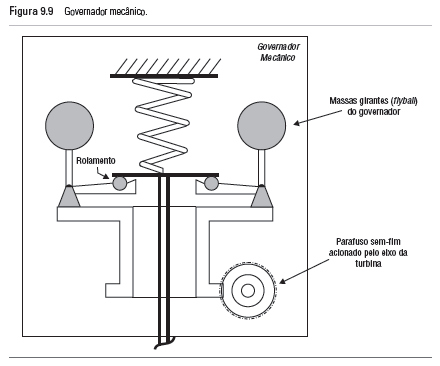 Figura 9.9 Governador mecânico.
Governador
Mecânico
Massas girantes (flyball)
do governador
Rolamento
Parafuso sem-fim
acionado pelo eixo da
turbina